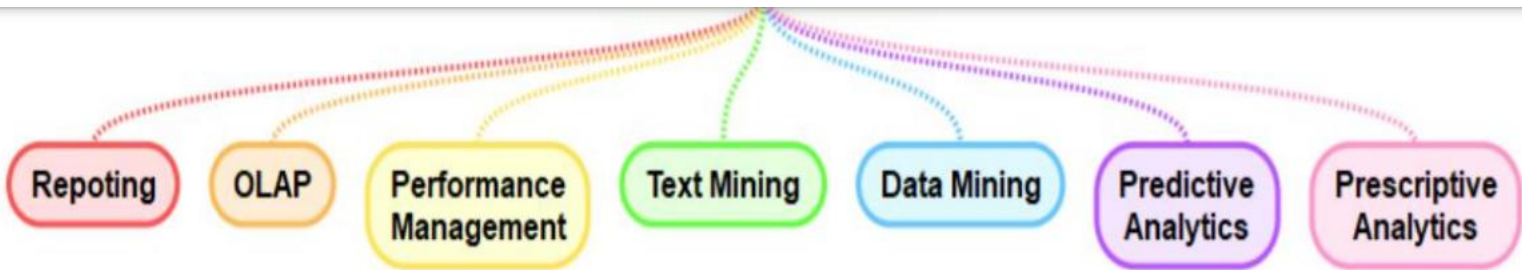 Repoting
OLAP
Performance
Management
Text Mining
Data Mining
Predictive
Analytics
Prescriptive
Analytics